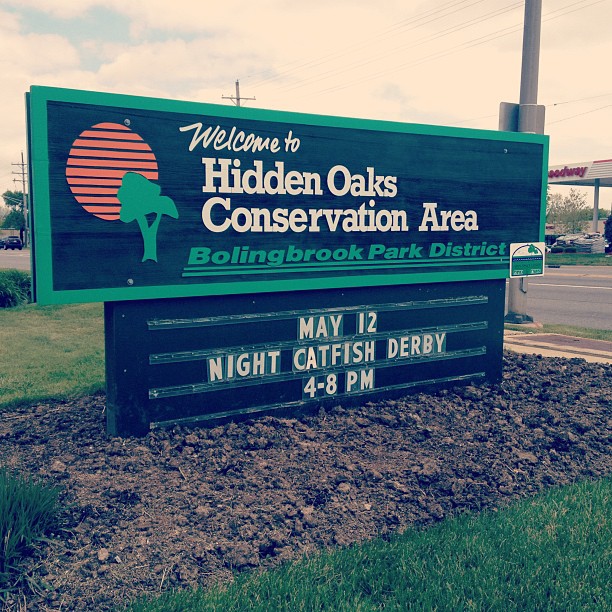 Welcome to
Hidden Oaks
Conservation Area
Bolingbrook Park District
MAY 12
NIGHT CATFISH DERBY
4-8 PM